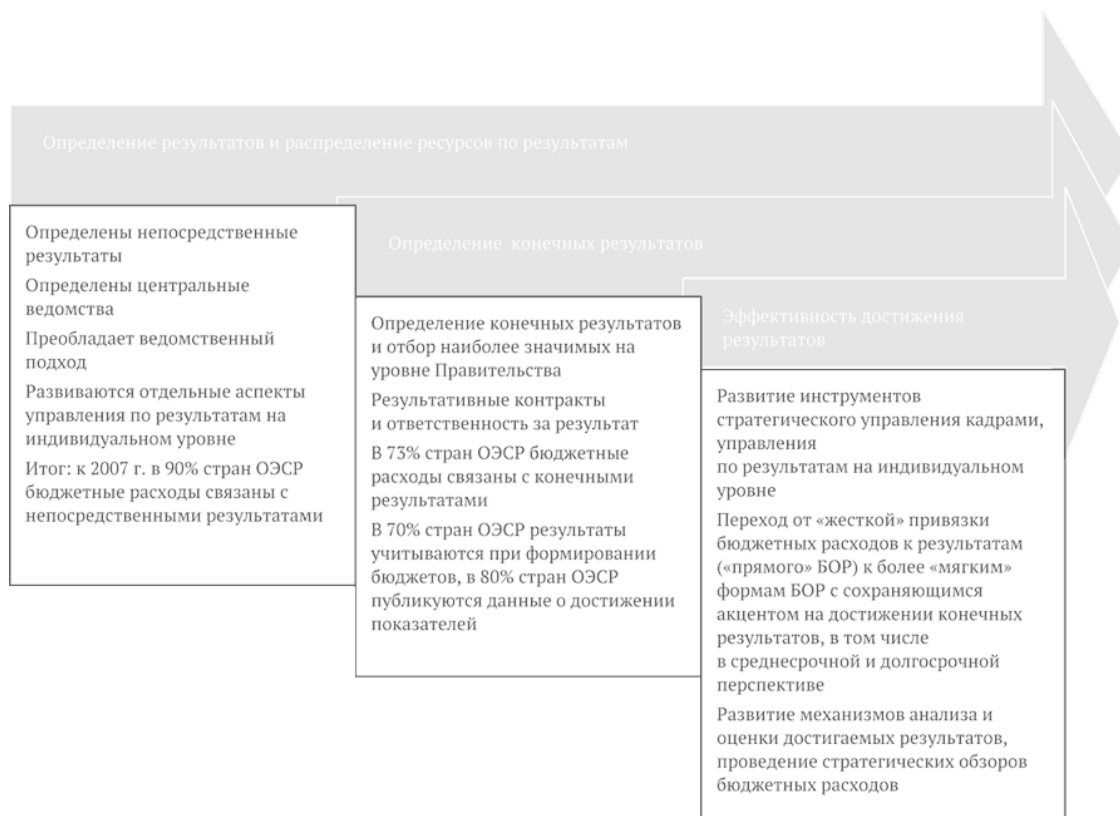 Определение результатов и распределение ресурсов по результатам
Определены непосредственные
результаты
Определены центральные
ведомства
Преобладает ведомственный
подход
Развиваются отдельные аспекты
управления по результатам на
индивидуальном уровне
Итог: к 2007 г. в 90% стран ОЭСР
бюджетные расходы связаны с
непосредственными результатами
Определение конечных результатов
Определение конечных результатов
и отбор наиболее значимых на
уровне Правительства
Результативные контракты
и ответственность за результат
В 73% стран ОЭСР бюджетные
расходы связаны с конечными
результатами
В 70% стран ОЭСР результаты
учитываются при формировании
бюджетов, в 80% стран ОЭСР
публикуются данные о достижении
показателей
Эффективность достижения
результатов
Развитие инструментов
стратегического управления кадрами,
управления
по результатам на индивидуальном
уровне
Переход от «жесткой» привязки
бюджетных расходов к результатам
(«прямого» БОР) к более «мягким»
формам БОР с сохраняющимся
акцентом на достижении конечных
результатов, в том числе
в среднесрочной и долгосрочной
перспективе
Развитие механизмов анализа и
оценки достигаемых результатов,
проведение стратегических обзоров
бюджетных расходов